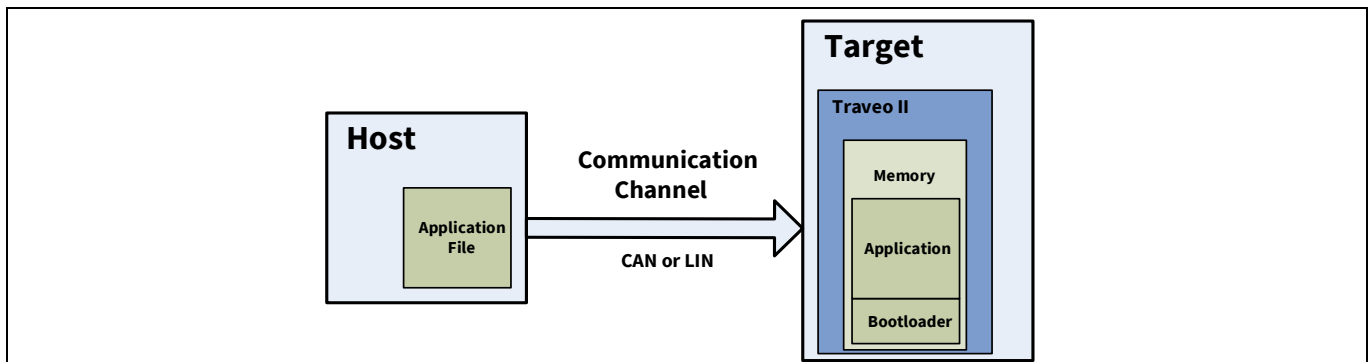 Host
Application
File
Communication
Channel
CAN or LIN
Target
Traveo II
Memory
Application
Bootloader